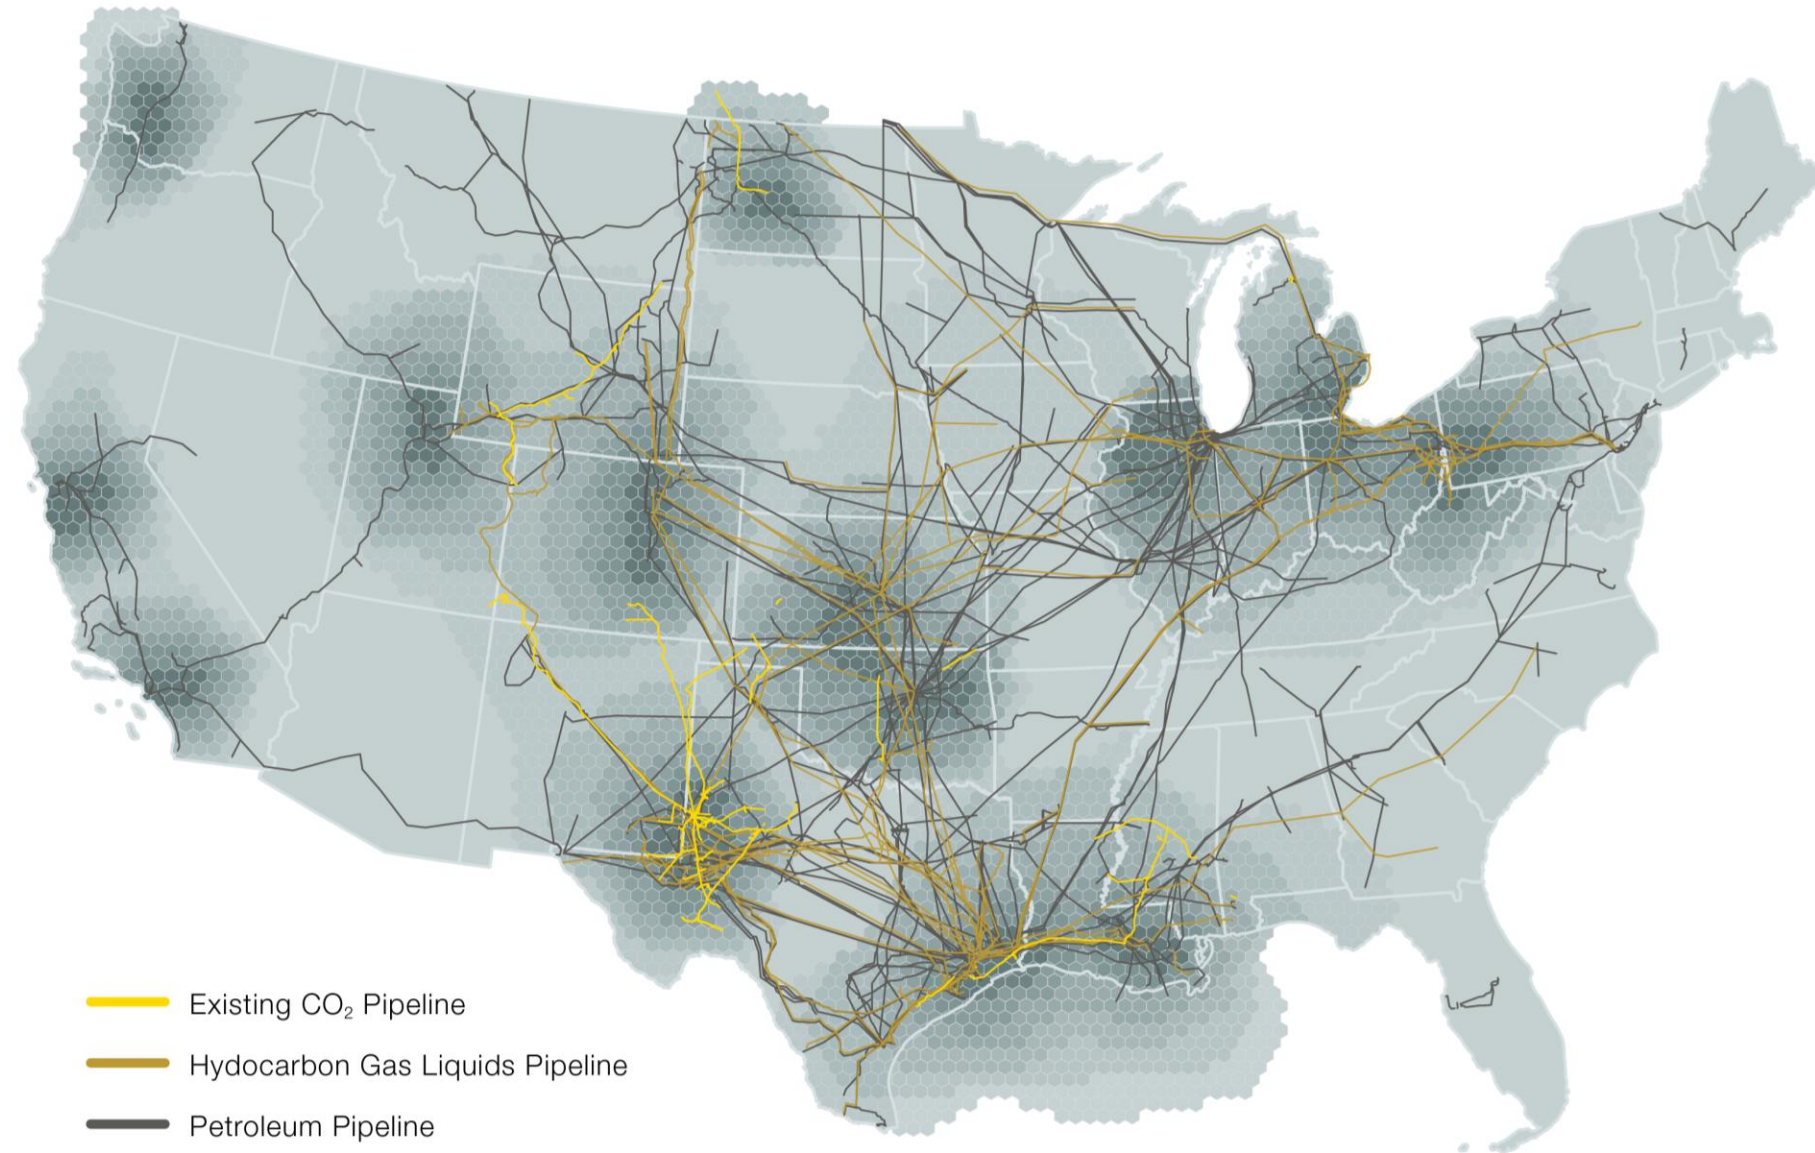 Existing CO₂ Pipeline
Hydocarbon Gas Liquids Pipeline
Petroleum Pipeline